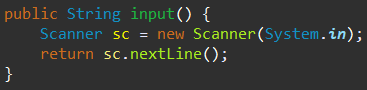 public String input() {
    Scanner sc = new Scanner(System.in);
    return sc.nextLine();
}